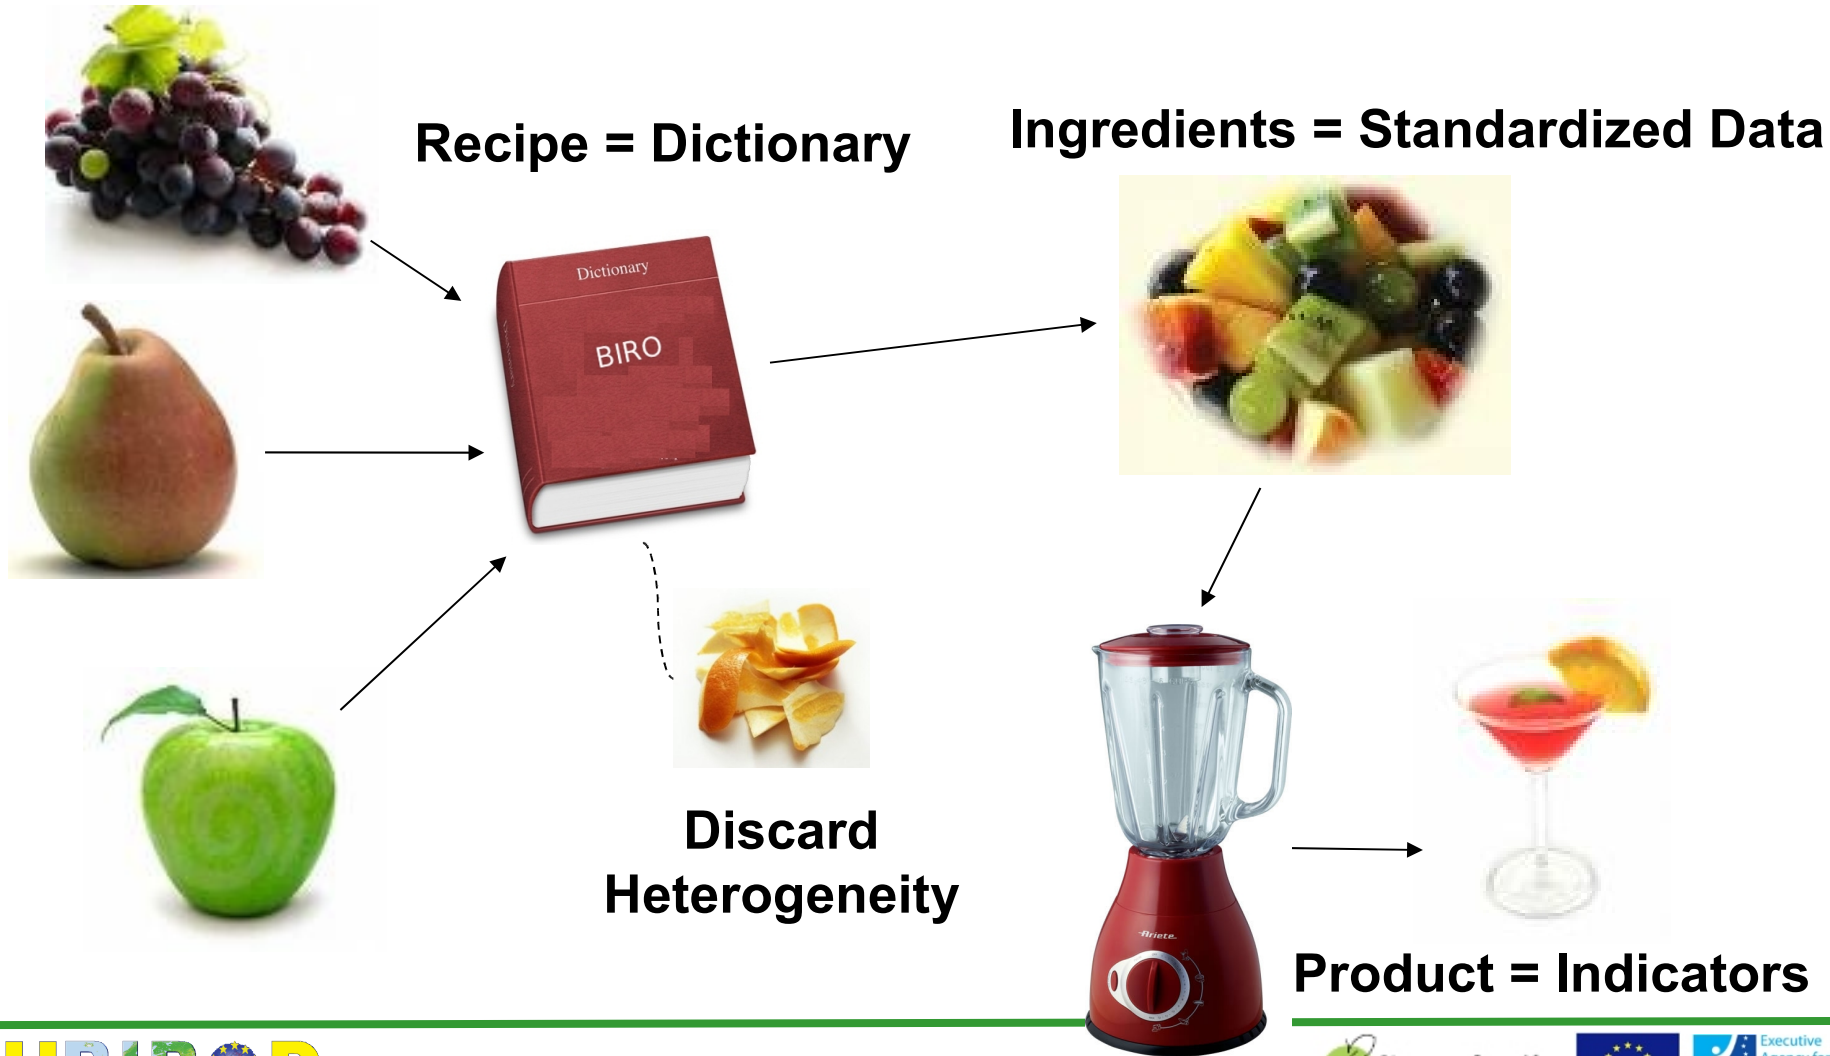 Recipe = Dictionary
Ingredients = Standardized Data
Dictionary
BIRO
Discard
Heterogeneity
Ariete
Product = Indicators
Executive